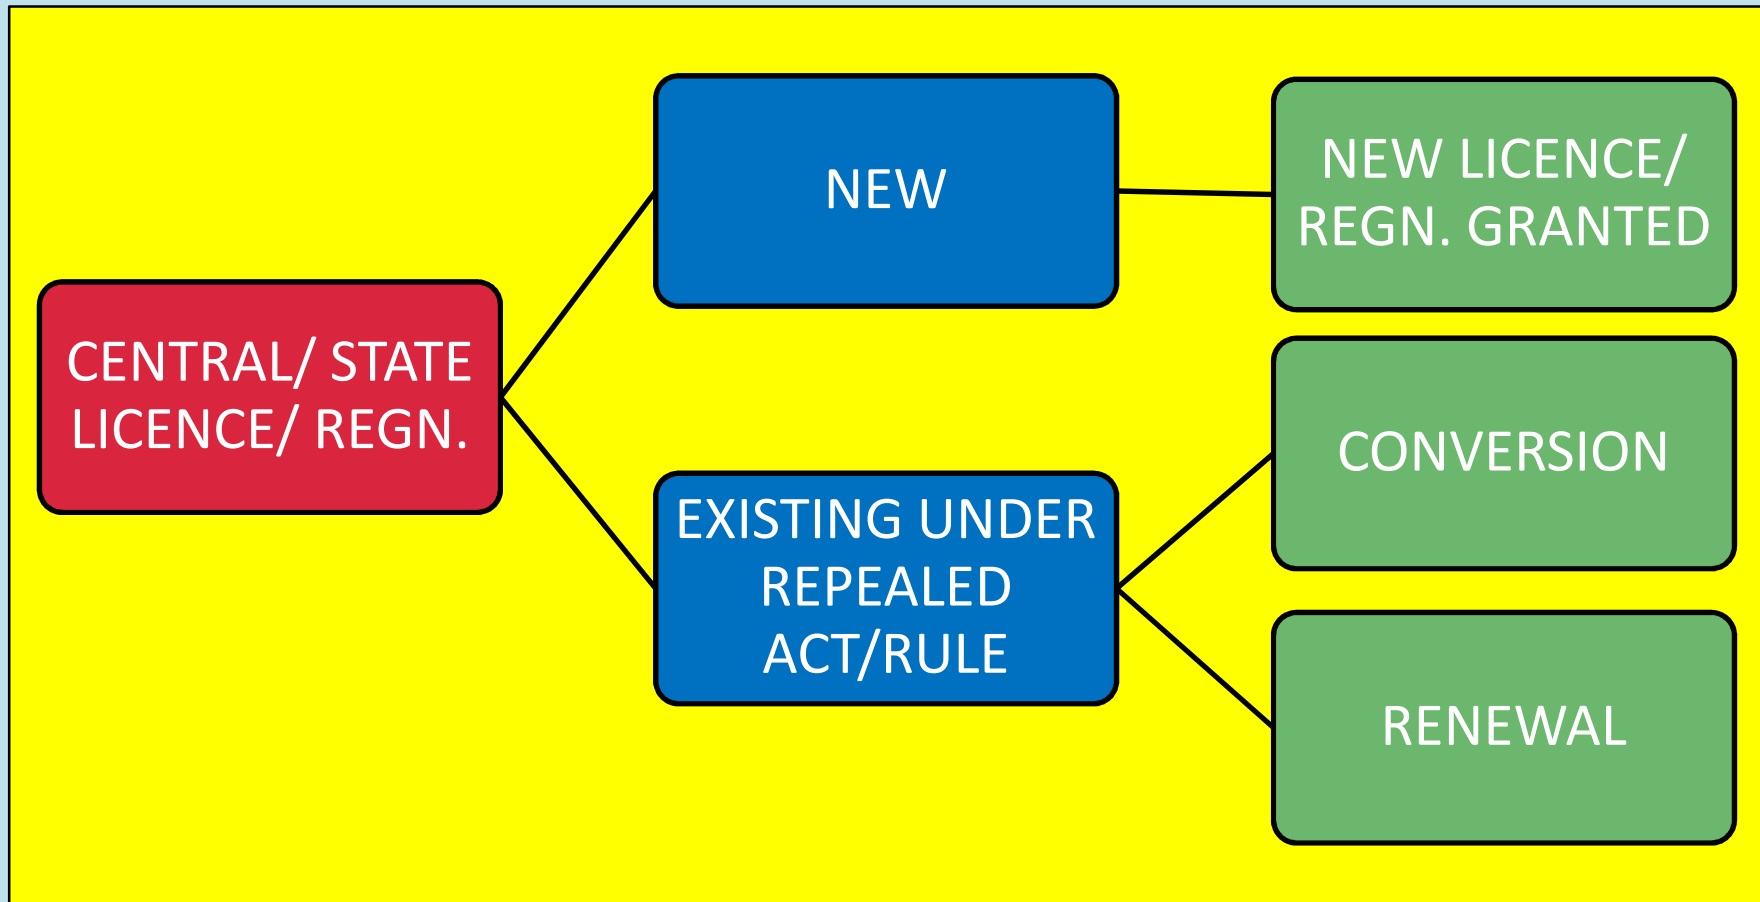 CENTRAL/ STATE
LICENCE/ REGN.
NEW
NEW LICENCE/
REGN. GRANTED
EXISTING UNDER
REPEALED
ACT/RULE
CONVERSION
RENEWAL